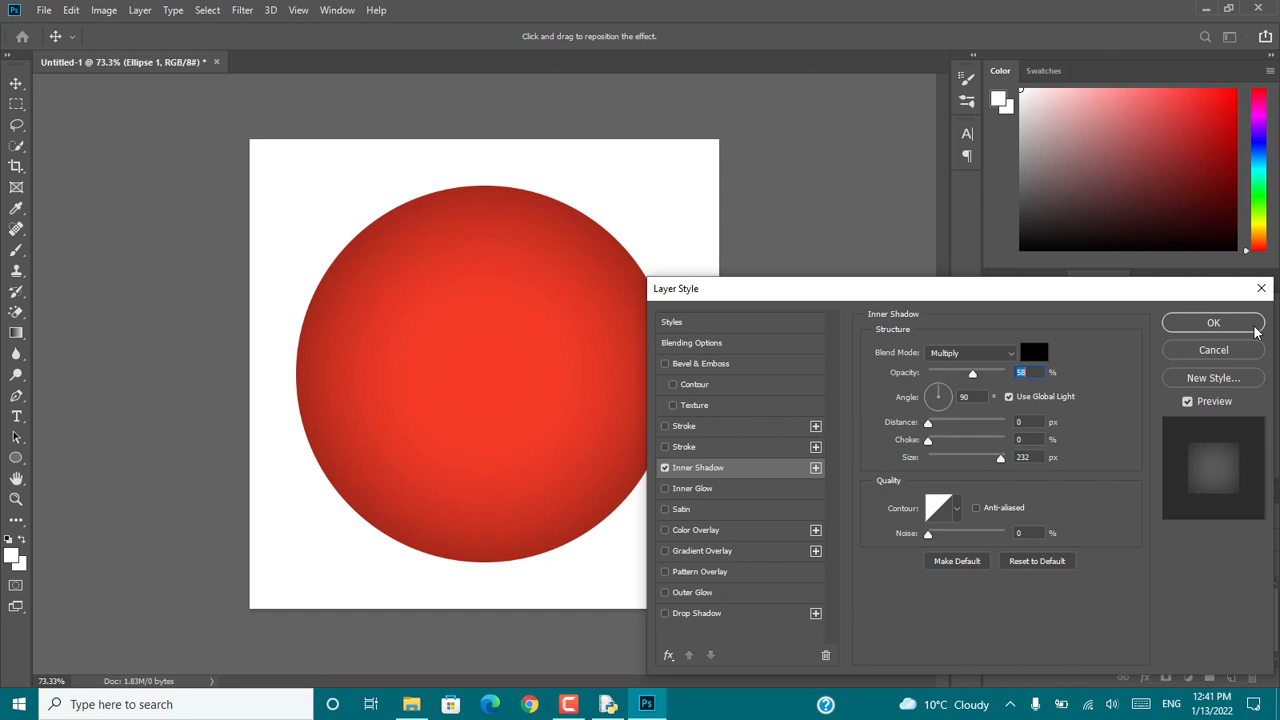 Ps File Edit Image Layer Type Select Filter 3D View Window Help
Click and drag to reposition the effect.
Untitled-1 @ 73.3% (Ellipse 1, RGB/8#) * ×
Color Swatches
Layer Style
Styles
Blending Options
Bevel & Emboss
Contour
Texture
Stroke
Stroke
Inner Shadow
Inner Glow
Satin
Color Overlay
Gradient Overlay
Pattern Overlay
Outer Glow
Drop Shadow
fx
Inner Shadow
Structure
Blend Mode: Multiply
Opacity: 58 %
Angle: 90 ° Use Global Light
Distance: 0 px
Choke: 0 %
Size: 232 px
Quality
Contour: Anti-aliased
Noise: 0 %
Make Default Reset to Default
OK
Cancel
New Style...
Preview
73.33% Doc: 1.83M/0 bytes
Type here to search
Ps
10°C Cloudy
ENG
12:41 PM
1/13/2022